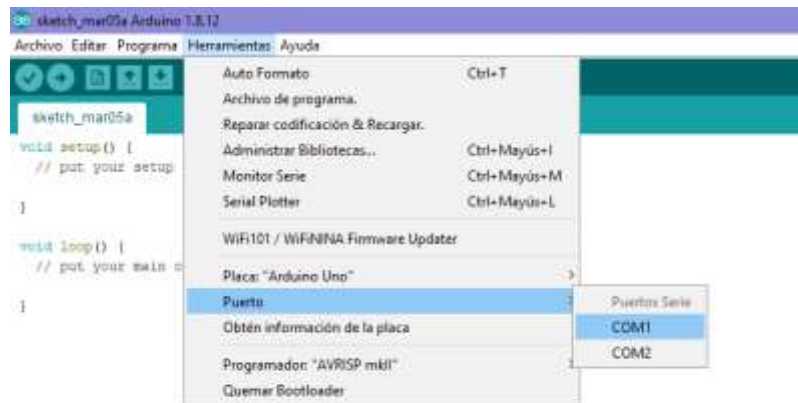 sketch_mar05a Arduino 1.8.12
Archivo Editar Programa Herramientas Ayuda
sketch_mar05a
void setup() {
// put your setup
}
void loop() {
// put your main c
}
Auto Formato Ctrl+T
Archivo de programa.
Reparar codificación & Recargar.
Administrar Bibliotecas... Ctrl+Mayús+I
Monitor Serie Ctrl+Mayús+M
Serial Plotter Ctrl+Mayús+L
WiFi101 / WiFiNINA Firmware Updater
Placa: "Arduino Uno"
Puerto
Obtén información de la placa
Programador: "AVRISP mkII"
Quemar Bootloader
Puertos Serie
COM1
COM2